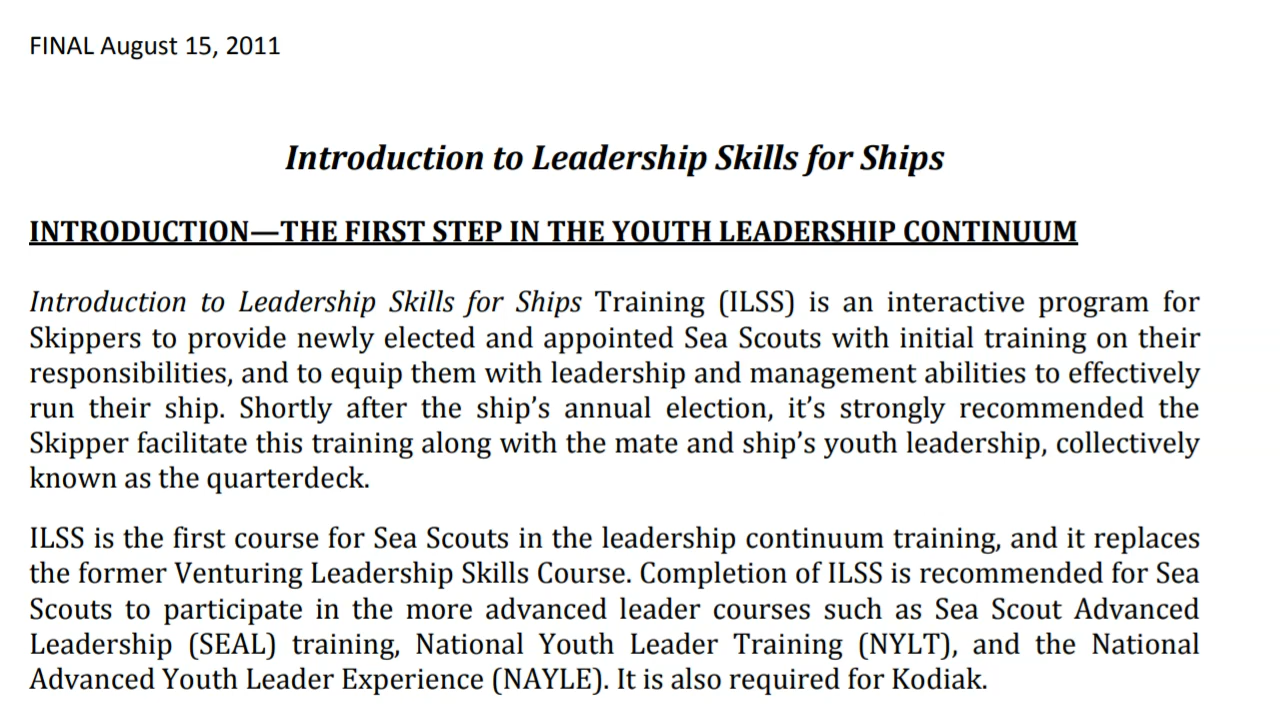 FINAL August 15, 2011
Introduction to Leadership Skills for Ships
INTRODUCTION—THE FIRST STEP IN THE YOUTH LEADERSHIP CONTINUUM
Introduction to Leadership Skills for Ships Training (ILSS) is an interactive program for
Skippers to provide newly elected and appointed Sea Scouts with initial training on their
responsibilities, and to equip them with leadership and management abilities to effectively
run their ship. Shortly after the ship’s annual election, it’s strongly recommended the
Skipper facilitate this training along with the mate and ship’s youth leadership, collectively
known as the quarterdeck.
ILSS is the first course for Sea Scouts in the leadership continuum training, and it replaces
the former Venturing Leadership Skills Course. Completion of ILSS is recommended for Sea
Scouts to participate in the more advanced leader courses such as Sea Scout Advanced
Leadership (SEAL) training, National Youth Leader Training (NYLT), and the National
Advanced Youth Leader Experience (NAYLE). It is also required for Kodiak.